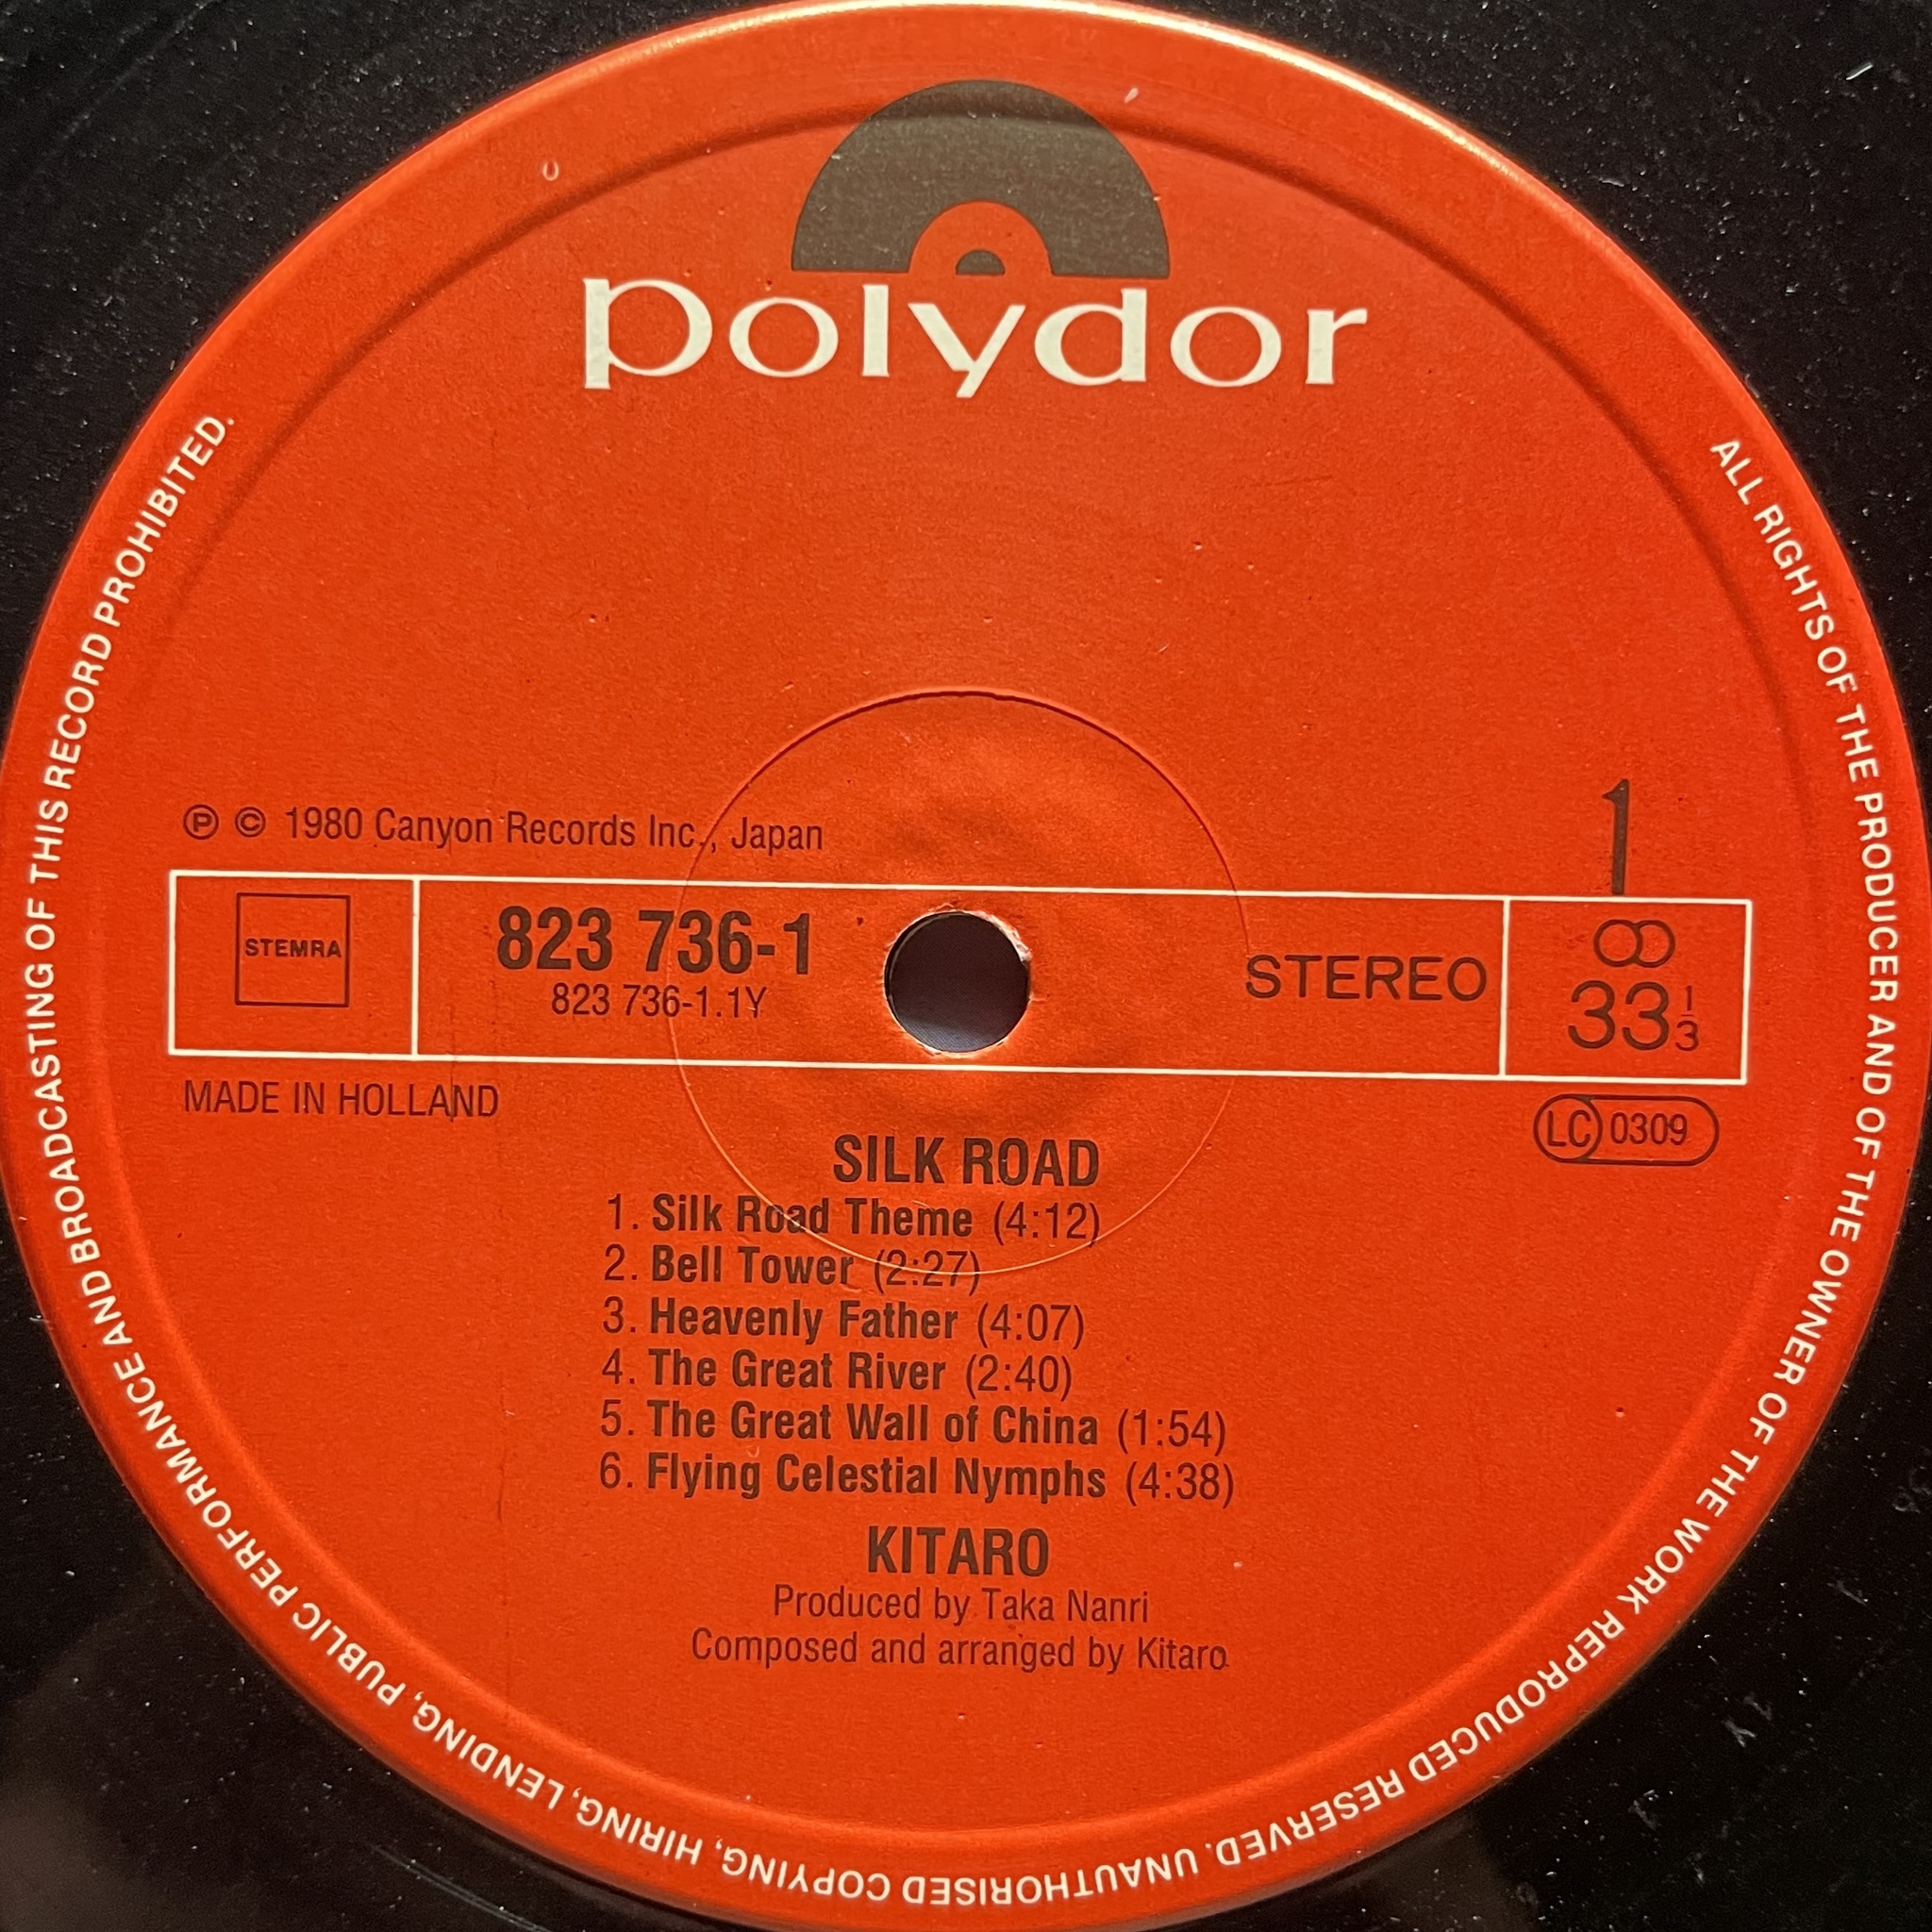 polydor
ALL RIGHTS OF THE PRODUCER AND OF THE OWNER OF THE WORK REPRODUCED RESERVED. UNAUTHORISED COPYING, HIRING, LENDING, PUBLIC PERFORMANCE AND BROADCASTING OF THIS RECORD PROHIBITED.
℗ © 1980 Canyon Records Inc., Japan
1
STEMRA
823 736-1
823 736-1.1Y
STEREO
33 1/3
MADE IN HOLLAND
LC 0309
SILK ROAD
1. Silk Road Theme (4:12)
2. Bell Tower (2:27)
3. Heavenly Father (4:07)
4. The Great River (2:40)
5. The Great Wall of China (1:54)
6. Flying Celestial Nymphs (4:38)
KITARO
Produced by Taka Nanri
Composed and arranged by Kitaro